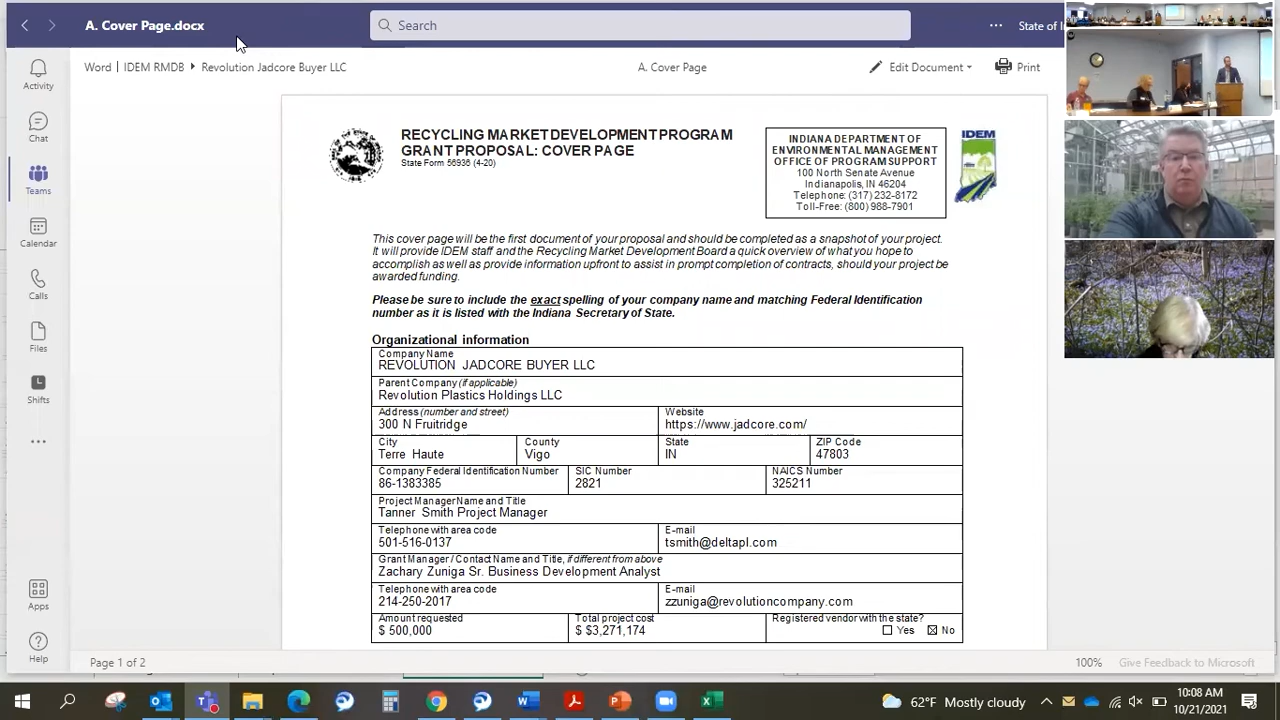 A. Cover Page.docx
Search
State of I
Activity
Chat
Teams
Calendar
Calls
Files
Shifts
Apps
Help
Word | IDEM RMDB
Revolution Jadcore Buyer LLC
A. Cover Page
Edit Document
Print
RECYCLING MARKET DEVELOPMENT PROGRAM
GRANT PROPOSAL: COVER PAGE
State Form 56936 (4-20)
INDIANA DEPARTMENT OF
ENVIRONMENTAL MANAGEMENT
OFFICE OF PROGRAM SUPPORT
100 North Senate Avenue
Indianapolis, IN 46204
Telephone: (317) 232-8172
Toll-Free: (800) 988-7901
IDEM
This cover page will be the first document of your proposal and should be completed as a snapshot of your project.
It will provide IDEM staff and the Recycling Market Development Board a quick overview of what you hope to
accomplish as well as provide information upfront to assist in prompt completion of contracts, should your project be
awarded funding.
Please be sure to include the exact spelling of your company name and matching Federal Identification
number as it is listed with the Indiana Secretary of State.
Organizational information
Company Name
REVOLUTION JADCORE BUYER LLC
Parent Company (if applicable)
Revolution Plastics Holdings LLC
Address (number and street)
300 N Fruitridge
Website
https://www.jadcore.com/
City
Terre Haute
County
Vigo
State
IN
ZIP Code
47803
Company Federal Identification Number
86-1383385
SIC Number
2821
NAICS Number
325211
Project Manager Name and Title
Tanner Smith Project Manager
Telephone with area code
501-516-0137
E-mail
tsmith@deltapl.com
Grant Manager / Contact Name and Title, if different from above
Zachary Zuniga Sr. Business Development Analyst
Telephone with area code
214-250-2017
E-mail
zzuniga@revolutioncompany.com
Amount requested
$ 500,000
Total project cost
$ $3,271,174
Registered vendor with the state?
Yes
No
Page 1 of 2
100%
Give Feedback to Microsoft
62°F Mostly cloudy
10:08 AM
10/21/2021